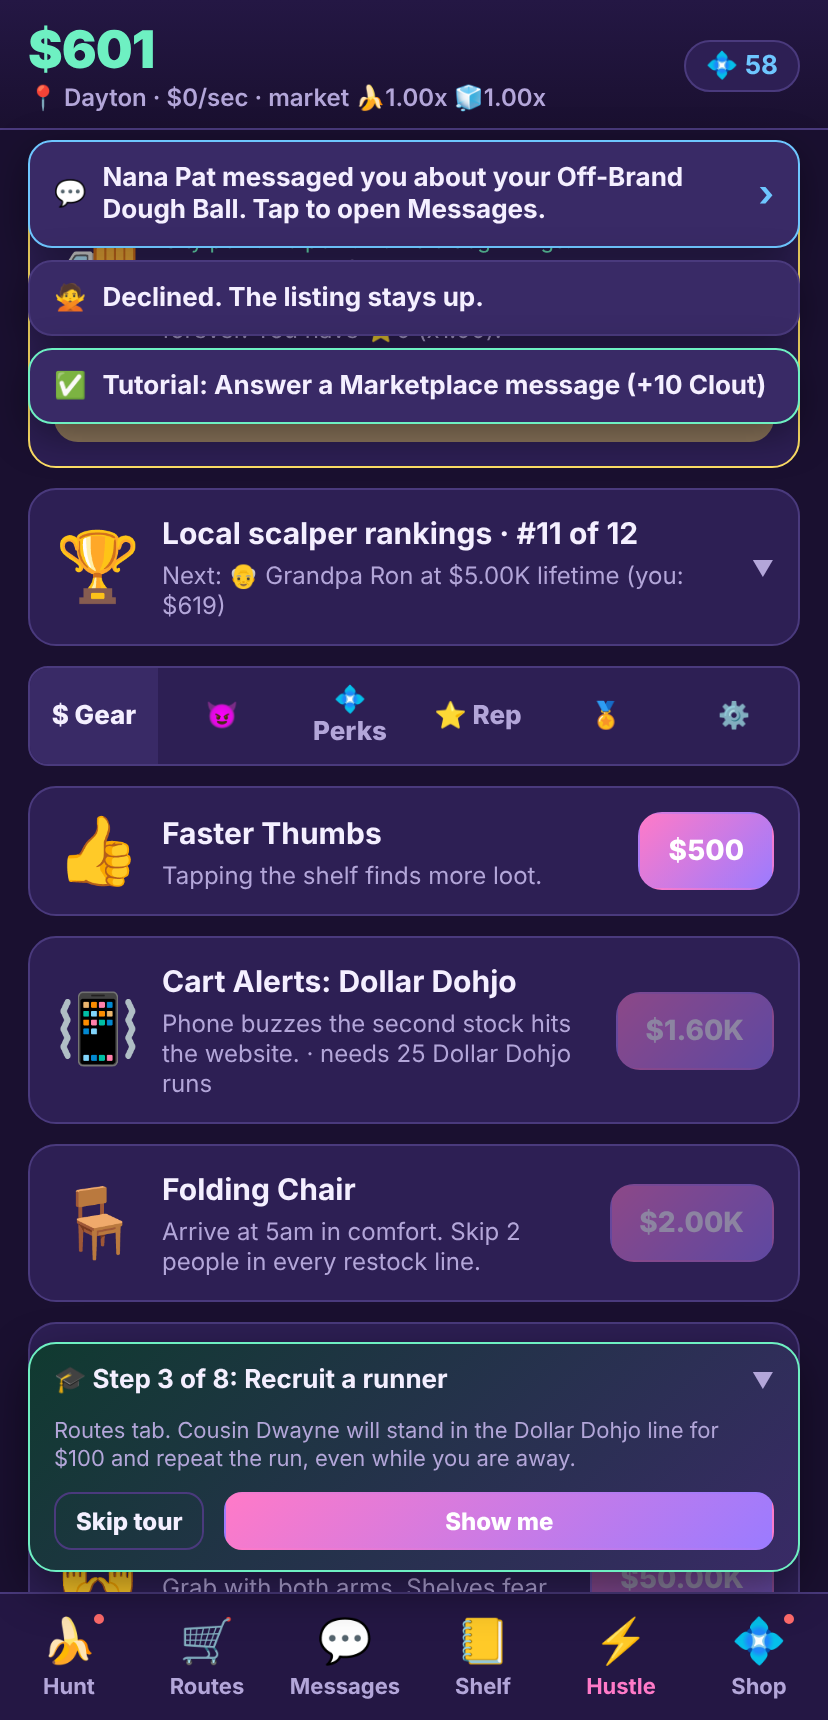 $601
58
Dayton · $0/sec · market 1.00x 1.00x
Nana Pat messaged you about your Off-Brand
Dough Ball. Tap to open Messages.
Declined. The listing stays up.
Tutorial: Answer a Marketplace message (+10 Clout)
Local scalper rankings · #11 of 12
Next: Grandpa Ron at $5.00K lifetime (you:
$619)
$ Gear
Perks
Rep
Faster Thumbs
Tapping the shelf finds more loot.
$500
Cart Alerts: Dollar Dohjo
Phone buzzes the second stock hits
the website. · needs 25 Dollar Dohjo
runs
$1.60K
Folding Chair
Arrive at 5am in comfort. Skip 2
people in every restock line.
$2.00K
Step 3 of 8: Recruit a runner
Routes tab. Cousin Dwayne will stand in the Dollar Dohjo line for
$100 and repeat the run, even while you are away.
Skip tour
Show me
Grab with both arms. Shelves fear
$50.00K
Hunt
Routes
Messages
Shelf
Hustle
Shop